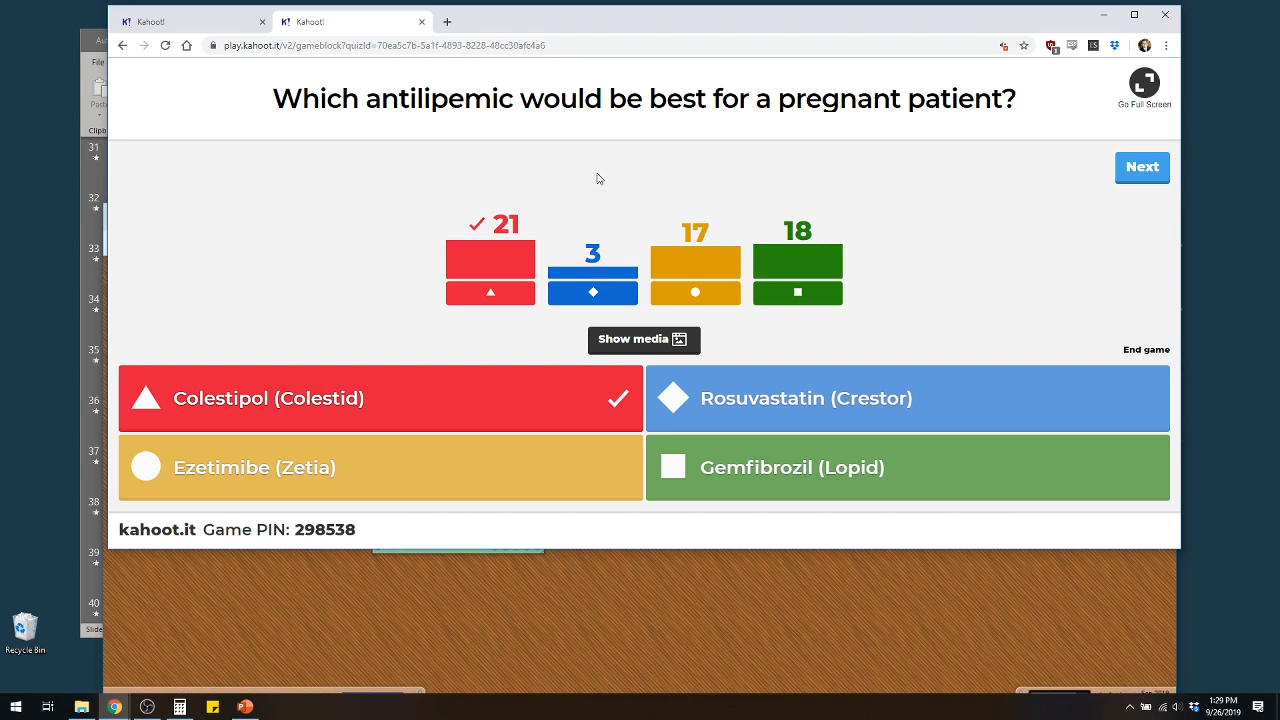 Kahoot!
Kahoot!
play.kahoot.it/v2/gameblock?quizId=70ea5c7b-5a1f-4893-8228-48cc30afc4a6
File
Clipb
31
32
33
34
35
36
37
38
39
40
Which antilipemic would be best for a pregnant patient?
Go Full Screen
Next
21
3
17
18
Show media
End game
Colestipol (Colestid)
Rosuvastatin (Crestor)
Ezetimibe (Zetia)
Gemfibrozil (Lopid)
kahoot.it Game PIN: 298538
Recycle Bin
1:29 PM
9/26/2019